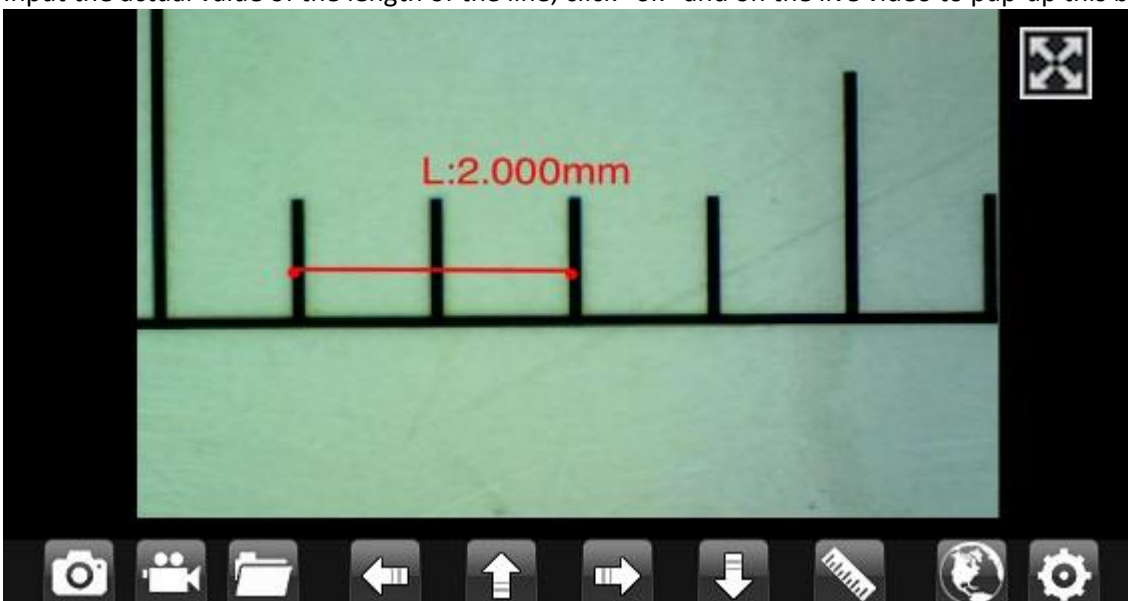 Input the actual value of the length of the line, click “ok” and on the live video to pup-up this
L:2.000mm